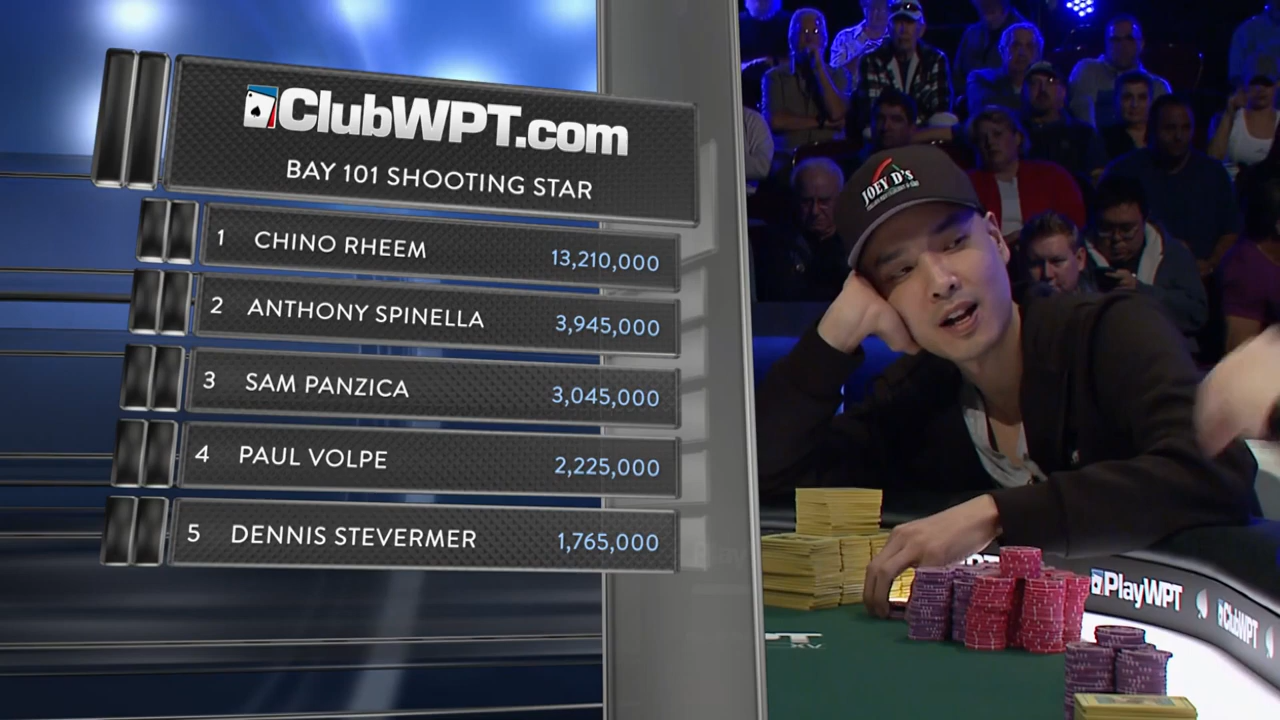 ClubWPT.com
BAY 101 SHOOTING STAR
1 CHINO RHEEM 13,210,000
2 ANTHONY SPINELLA 3,945,000
3 SAM PANZICA 3,045,000
4 PAUL VOLPE 2,225,000
5 DENNIS STEVERMER 1,765,000
JOEY D'S
PlayWPT
ClubWPT
XV